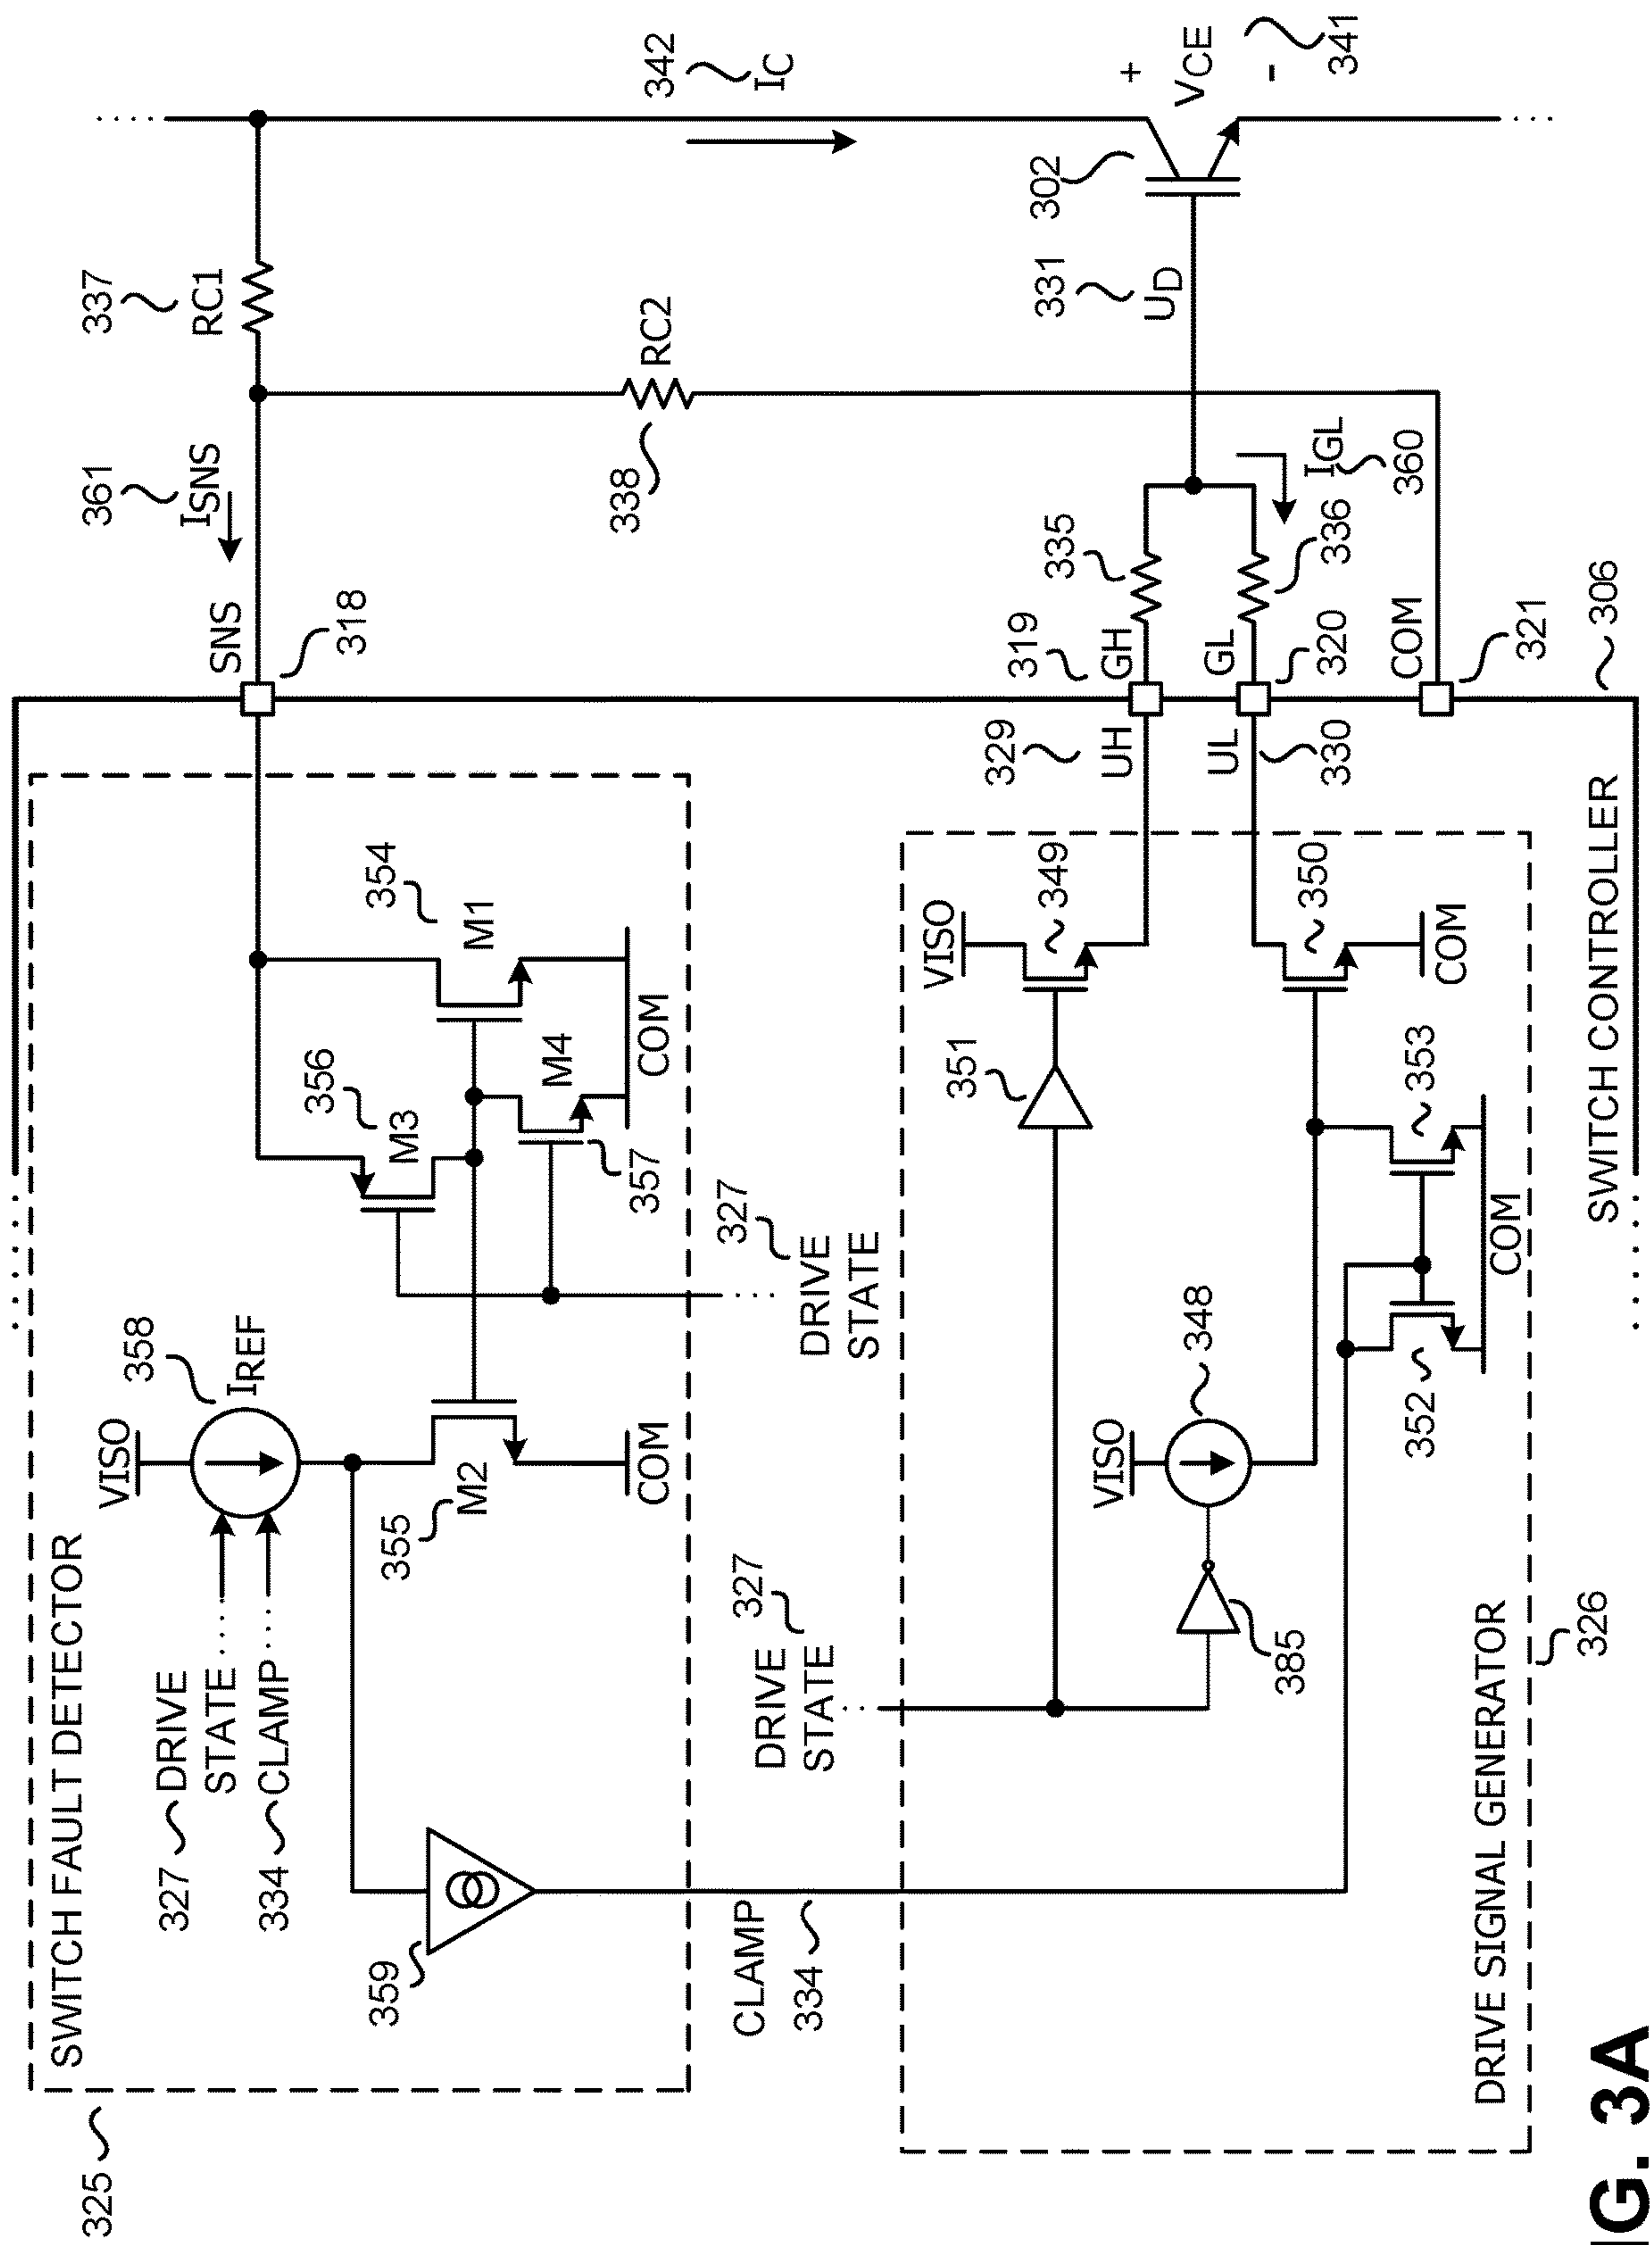 325
SWITCH FAULT DETECTOR
327
DRIVE
STATE
334
CLAMP
VISO
358
IREF
359
355
M2
COM
356
M3
354
M1
M4
357
COM
327
DRIVE
STATE
SNS
318
361
ISNS
337
RC1
338
RC2
342
IC
CLAMP
334
327
DRIVE
STATE
385
VISO
348
351
VISO
349
350
COM
352
353
COM
DRIVE SIGNAL GENERATOR
326
329
UH
UL
330
319
GH
GL
320
COM
321
306
SWITCH CONTROLLER
335
336
IGL
360
331
UD
302
+
VCE
-
341
G. 3A